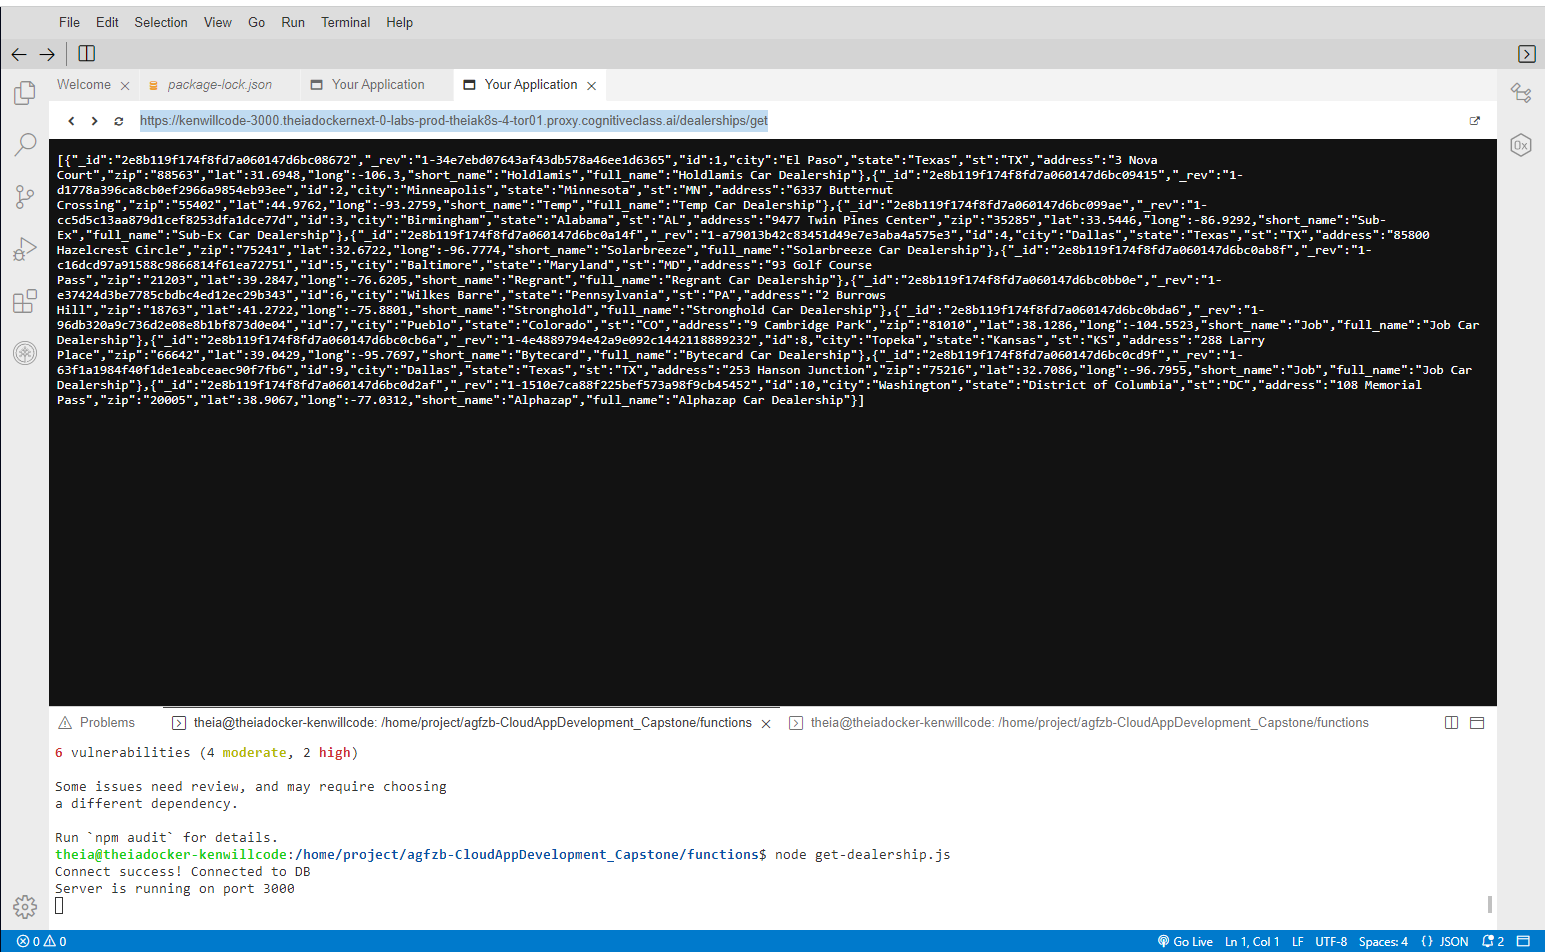 File Edit Selection View Go Run Terminal Help
Welcome package-lock.json Your Application Your Application
https://kenwillcode-3000.theiadockernext-0-labs-prod-theiak8s-4-tor01.proxy.cognitiveclass.ai/dealerships/get
[{"_id":"2e8b119f174f8fd7a060147d6bc08672","_rev":"1-34e7ebd07643af43db578a46ee1d6365","id":1,"city":"El Paso","state":"Texas","st":"TX","address":"3 Nova
Court","zip":"88563","lat":31.6948,"long":-106.3,"short_name":"Holdlamis","full_name":"Holdlamis Car Dealership"},{"_id":"2e8b119f174f8fd7a060147d6bc09415","_rev":"1-
d1778a396ca8cb0ef2966a9854eb93ee","id":2,"city":"Minneapolis","state":"Minnesota","st":"MN","address":"6337 Butternut
Crossing","zip":"55402","lat":44.9762,"long":-93.2759,"short_name":"Temp","full_name":"Temp Car Dealership"},{"_id":"2e8b119f174f8fd7a060147d6bc099ae","_rev":"1-
cc5d5c13aa879d1cef8253dfa1dce77d","id":3,"city":"Birmingham","state":"Alabama","st":"AL","address":"9477 Twin Pines Center","zip":"35285","lat":33.5446,"long":-86.9292,"short_name":"Sub-
Ex","full_name":"Sub-Ex Car Dealership"},{"_id":"2e8b119f174f8fd7a060147d6bc0a14f","_rev":"1-a79013b42c83451d49e7e3aba4a575e3","id":4,"city":"Dallas","state":"Texas","st":"TX","address":"85800
Hazelcrest Circle","zip":"75241","lat":32.6722,"long":-96.7774,"short_name":"Solarbreeze","full_name":"Solarbreeze Car Dealership"},{"_id":"2e8b119f174f8fd7a060147d6bc0ab8f","_rev":"1-
c16dcd97a91588c9866814f61ea72751","id":5,"city":"Baltimore","state":"Maryland","st":"MD","address":"93 Golf Course
Pass","zip":"21203","lat":39.2847,"long":-76.6205,"short_name":"Regrant","full_name":"Regrant Car Dealership"},{"_id":"2e8b119f174f8fd7a060147d6bc0bb0e","_rev":"1-
e37424d3be7785cbdbc4ed12ec29b343","id":6,"city":"Wilkes Barre","state":"Pennsylvania","st":"PA","address":"2 Burrows
Hill","zip":"18763","lat":41.2722,"long":-75.8801,"short_name":"Stronghold","full_name":"Stronghold Car Dealership"},{"_id":"2e8b119f174f8fd7a060147d6bc0bda6","_rev":"1-
96db320a9c736d2e08e8b1bf873d0e04","id":7,"city":"Pueblo","state":"Colorado","st":"CO","address":"9 Cambridge Park","zip":"81010","lat":38.1286,"long":-104.5523,"short_name":"Job","full_name":"Job Car
Dealership"},{"_id":"2e8b119f174f8fd7a060147d6bc0cb6a","_rev":"1-4e4889794e42a9e092c1442118889232","id":8,"city":"Topeka","state":"Kansas","st":"KS","address":"288 Larry
Place","zip":"66642","lat":39.0429,"long":-95.7697,"short_name":"Bytecard","full_name":"Bytecard Car Dealership"},{"_id":"2e8b119f174f8fd7a060147d6bc0cd9f","_rev":"1-
63f1a1984f40f1de1eabceaec90f7fb6","id":9,"city":"Dallas","state":"Texas","st":"TX","address":"253 Hanson Junction","zip":"75216","lat":32.7086,"long":-96.7955,"short_name":"Job","full_name":"Job Car
Dealership"},{"_id":"2e8b119f174f8fd7a060147d6bc0d2af","_rev":"1-1510e7ca88f225bef573a98f9cb45452","id":10,"city":"Washington","state":"District of Columbia","st":"DC","address":"108 Memorial
Pass","zip":"20005","lat":38.9067,"long":-77.0312,"short_name":"Alphazap","full_name":"Alphazap Car Dealership"}]
Problems theia@theiadocker-kenwillcode: /home/project/agfzb-CloudAppDevelopment_Capstone/functions theia@theiadocker-kenwillcode: /home/project/agfzb-CloudAppDevelopment_Capstone/functions
6 vulnerabilities (4 moderate, 2 high)
Some issues need review, and may require choosing
a different dependency.
Run `npm audit` for details.
theia@theiadocker-kenwillcode:/home/project/agfzb-CloudAppDevelopment_Capstone/functions$ node get-dealership.js
Connect success! Connected to DB
Server is running on port 3000
0 0 Go Live Ln 1, Col 1 LF UTF-8 Spaces: 4 {} JSON 2